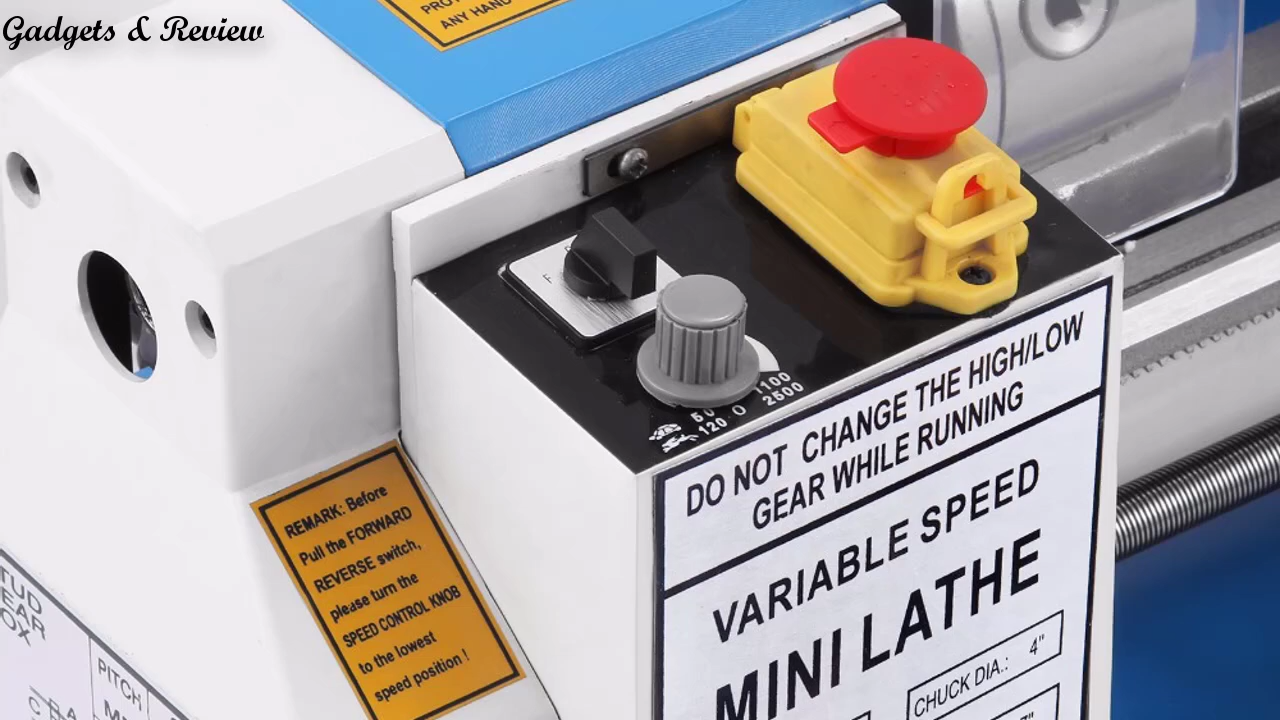 Gadgets & Review
ANY
F
50 1100
120 2500
DO NOT CHANGE THE HIGH/LOW
GEAR WHILE RUNNING
VARIABLE SPEED
MINI LATHE
CHUCK DIA.: 4"
REMARK: Before
Pull the FORWARD
REVERSE switch,
please turn the
SPEED CONTROL KNOB
to the lowest
speed position !
PITCH